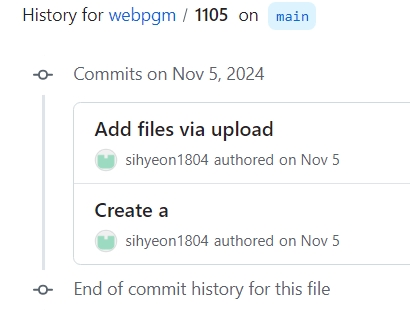 History for webpgm / 1105 on main
Commits on Nov 5, 2024
Add files via upload
sihyeon1804 authored on Nov 5
Create a
sihyeon1804 authored on Nov 5
End of commit history for this file